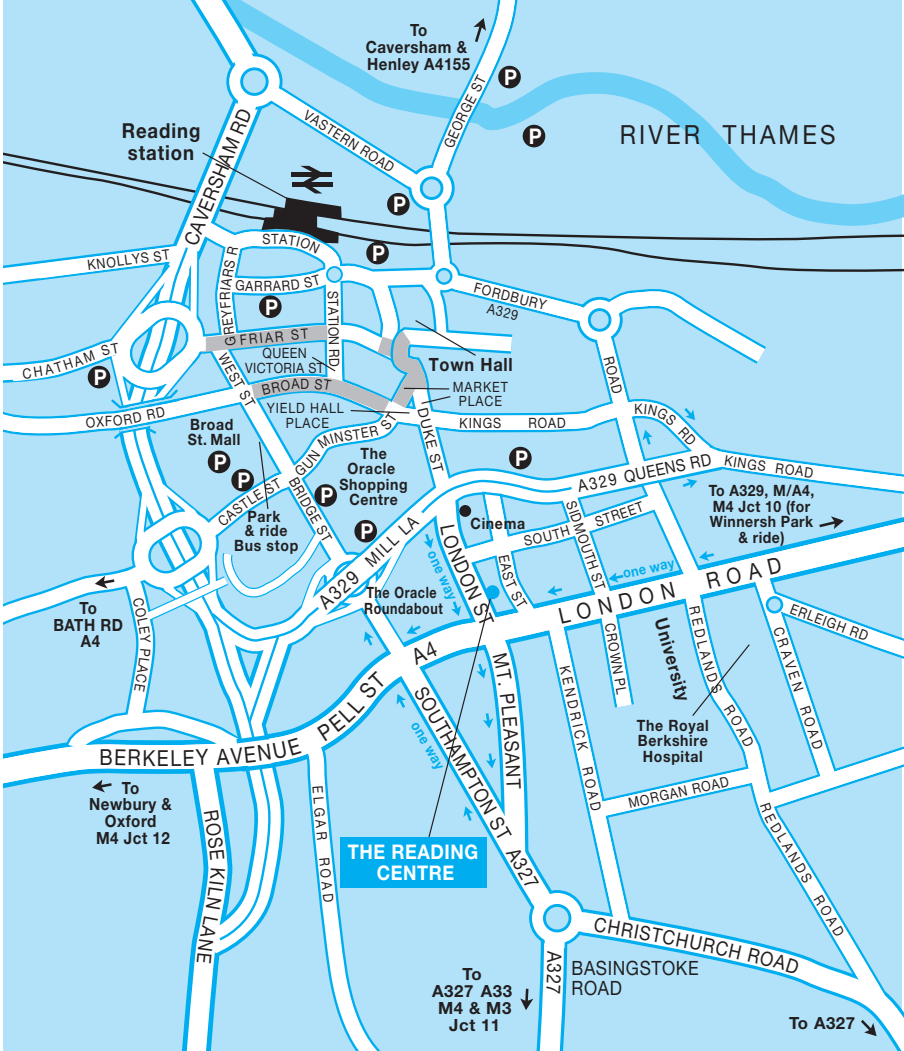 To
Caversham &
Henley A4155
P
GEORGE ST
P
RIVER THAMES
VASTERN ROAD
Reading
station
CAVERSHAM RD
P
P
KNOLLYS ST
STATION
GREYFRIARS R
GARRARD ST
P
STATION RD
FORDBURY
A329
FRIAR ST
CHATHAM ST
P
QUEEN
VICTORIA ST
Town Hall
WEST ST
BROAD ST
MARKET
PLACE
ROAD
OXFORD RD
YIELD HALL
PLACE
DUKE ST
KINGS ROAD
KINGS RD
KINGS ROAD
Broad
St. Mall
P
P
GUN
MINSTER S
The
Oracle
Shopping
Centre
P
P
P
A329 QUEENS RD
CASTLE ST
BRIDGE ST
Park
& ride
Bus stop
To A329, M/A4,
M4 Jct 10 (for
Winnersh Park
& ride)
Cinema
SOUTH STREET
SIDMOUTH ST
A329 MILL LA
LONDON ST
one way
EAST ST
one way
LONDON ROAD
The Oracle
Roundabout
To
BATH RD
A4
COLEY PLACE
ERLEIGH RD
CROWN PL
University
REDLANDS ROAD
CRAVEN ROAD
A4
PELL ST
MT. PLEASANT
KENDRICK ROAD
The Royal
Berkshire
Hospital
BERKELEY AVENUE
SOUTHAMPTON ST A327
one way
MORGAN ROAD
To
Newbury &
Oxford
M4 Jct 12
ROSE KILN LANE
ELGAR ROAD
REDLANDS ROAD
THE READING
CENTRE
CHRISTCHURCH ROAD
A327
BASINGSTOKE
ROAD
To
A327 A33
M4 & M3
Jct 11
To A327